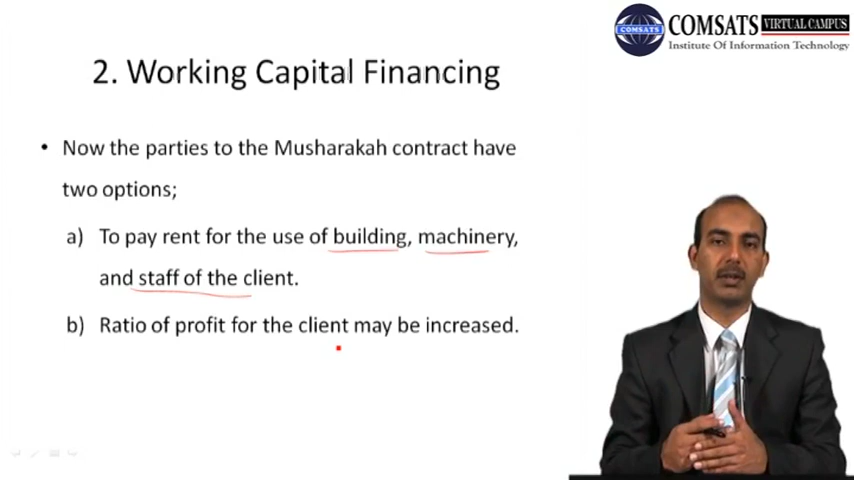 COMSATS VIRTUAL CAMPUS
COMSATS
Institute Of Information Technology
2. Working Capital Financing
• Now the parties to the Musharakah contract have
two options;
a) To pay rent for the use of building, machinery,
and staff of the client.
b) Ratio of profit for the client may be increased.